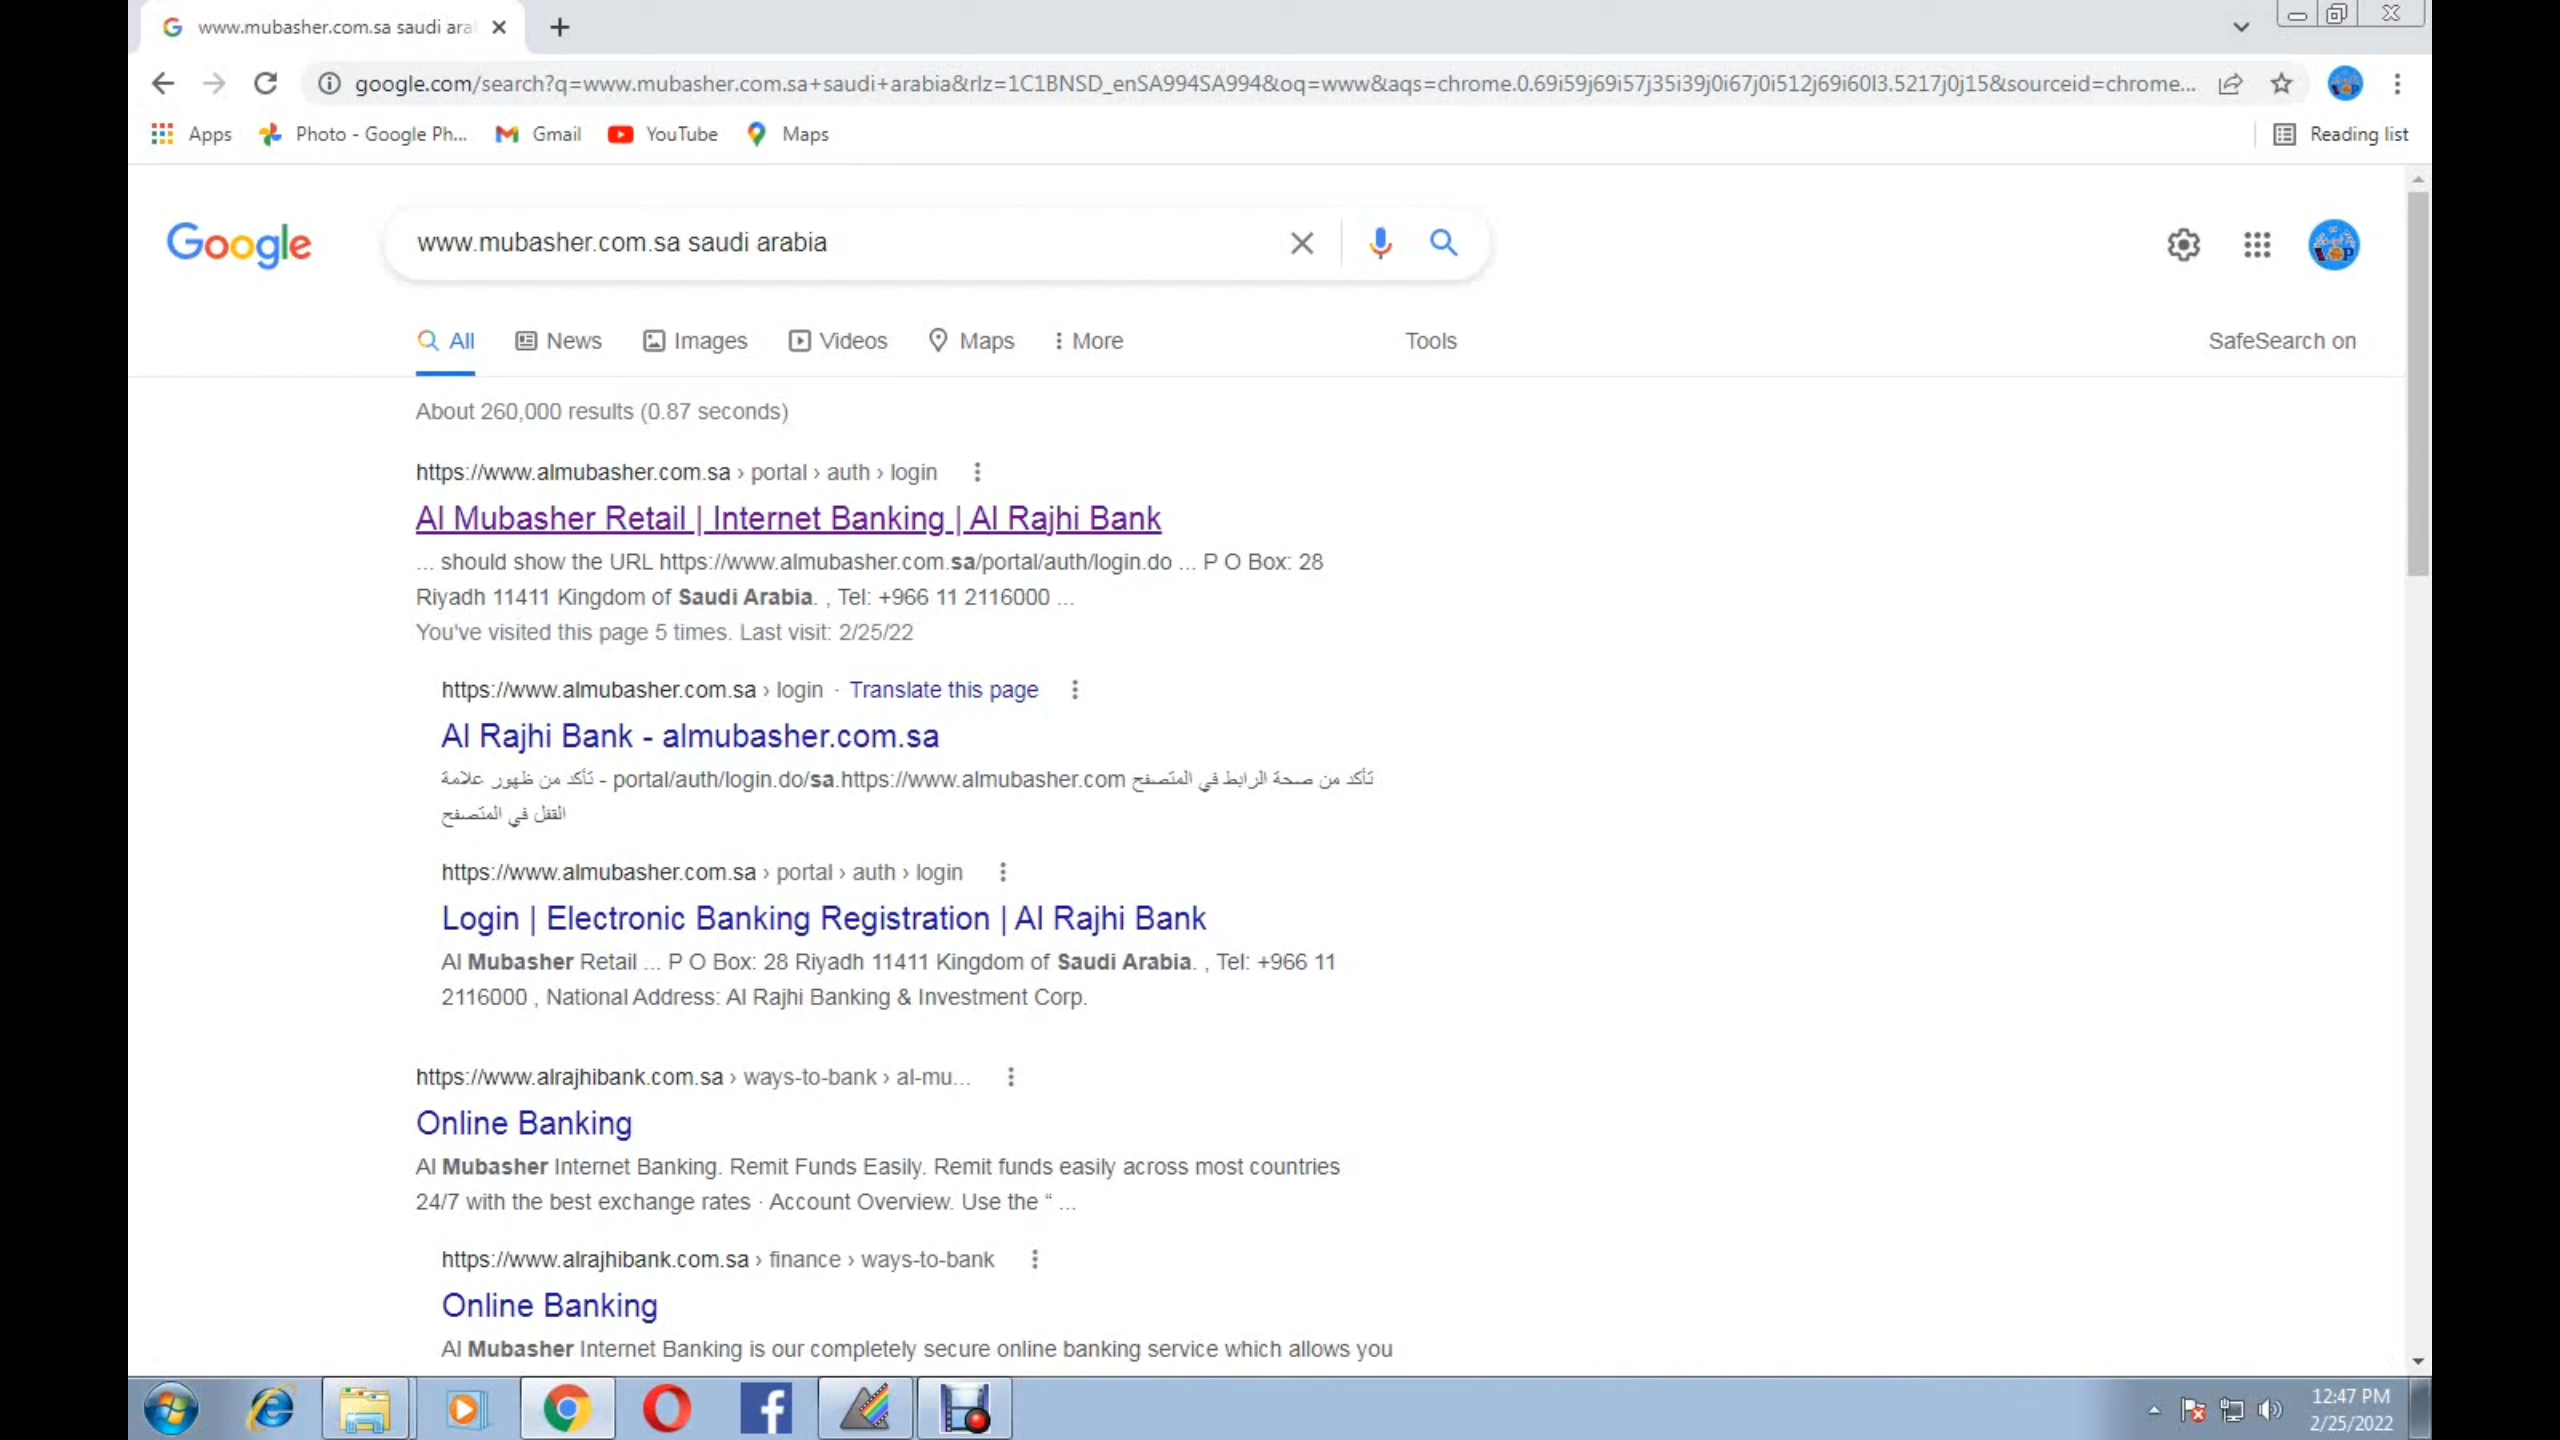 www.mubasher.com.sa saudi ara
google.com/search?q=www.mubasher.com.sa+saudi+arabia&rlz=1C1BNSD_enSA994SA994&oq=www&aqs=chrome.0.69i59j69i57j35i39j0i67j0i512j69i60l3.5217j0j15&sourceid=chrome...
Apps Photo - Google Ph... Gmail YouTube Maps Reading list
Google www.mubasher.com.sa saudi arabia
All News Images Videos Maps More Tools SafeSearch on
About 260,000 results (0.87 seconds)
https://www.almubasher.com.sa › portal › auth › login
Al Mubasher Retail | Internet Banking | Al Rajhi Bank
... should show the URL https://www.almubasher.com.sa/portal/auth/login.do ... P O Box: 28
Riyadh 11411 Kingdom of Saudi Arabia. , Tel: +966 11 2116000 ...
You've visited this page 5 times. Last visit: 2/25/22
https://www.almubasher.com.sa › login · Translate this page
Al Rajhi Bank - almubasher.com.sa
تأكد من صحة الرابط في المتصفح https://www.almubasher.com.sa/portal/auth/login.do - تأكد من ظهور علامة
القفل في المتصفح
https://www.almubasher.com.sa › portal › auth › login
Login | Electronic Banking Registration | Al Rajhi Bank
Al Mubasher Retail ... P O Box: 28 Riyadh 11411 Kingdom of Saudi Arabia. , Tel: +966 11
2116000 , National Address: Al Rajhi Banking & Investment Corp.
https://www.alrajhibank.com.sa › ways-to-bank › al-mu...
Online Banking
Al Mubasher Internet Banking. Remit Funds Easily. Remit funds easily across most countries
24/7 with the best exchange rates · Account Overview. Use the “ ...
https://www.alrajhibank.com.sa › finance › ways-to-bank
Online Banking
Al Mubasher Internet Banking is our completely secure online banking service which allows you
12:47 PM
2/25/2022